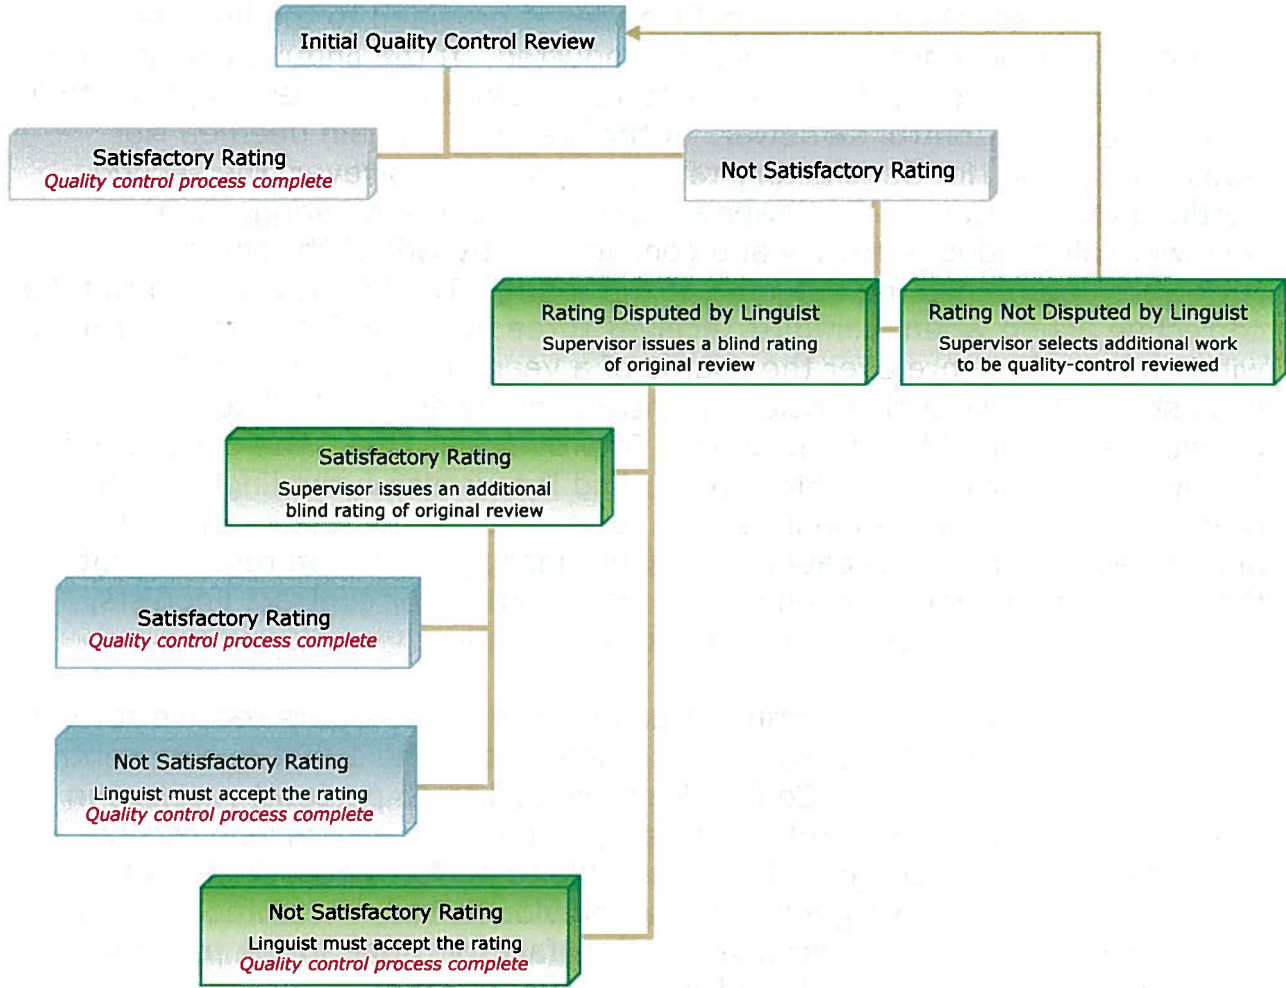 Initial Quality Control Review
Satisfactory Rating
Quality control process complete
Not Satisfactory Rating
Rating Disputed by Linguist
Supervisor issues a blind rating
of original review
Rating Not Disputed by Linguist
Supervisor selects additional work
to be quality-control reviewed
Satisfactory Rating
Supervisor issues an additional
blind rating of original review
Satisfactory Rating
Quality control process complete
Not Satisfactory Rating
Linguist must accept the rating
Quality control process complete
Not Satisfactory Rating
Linguist must accept the rating
Quality control process complete